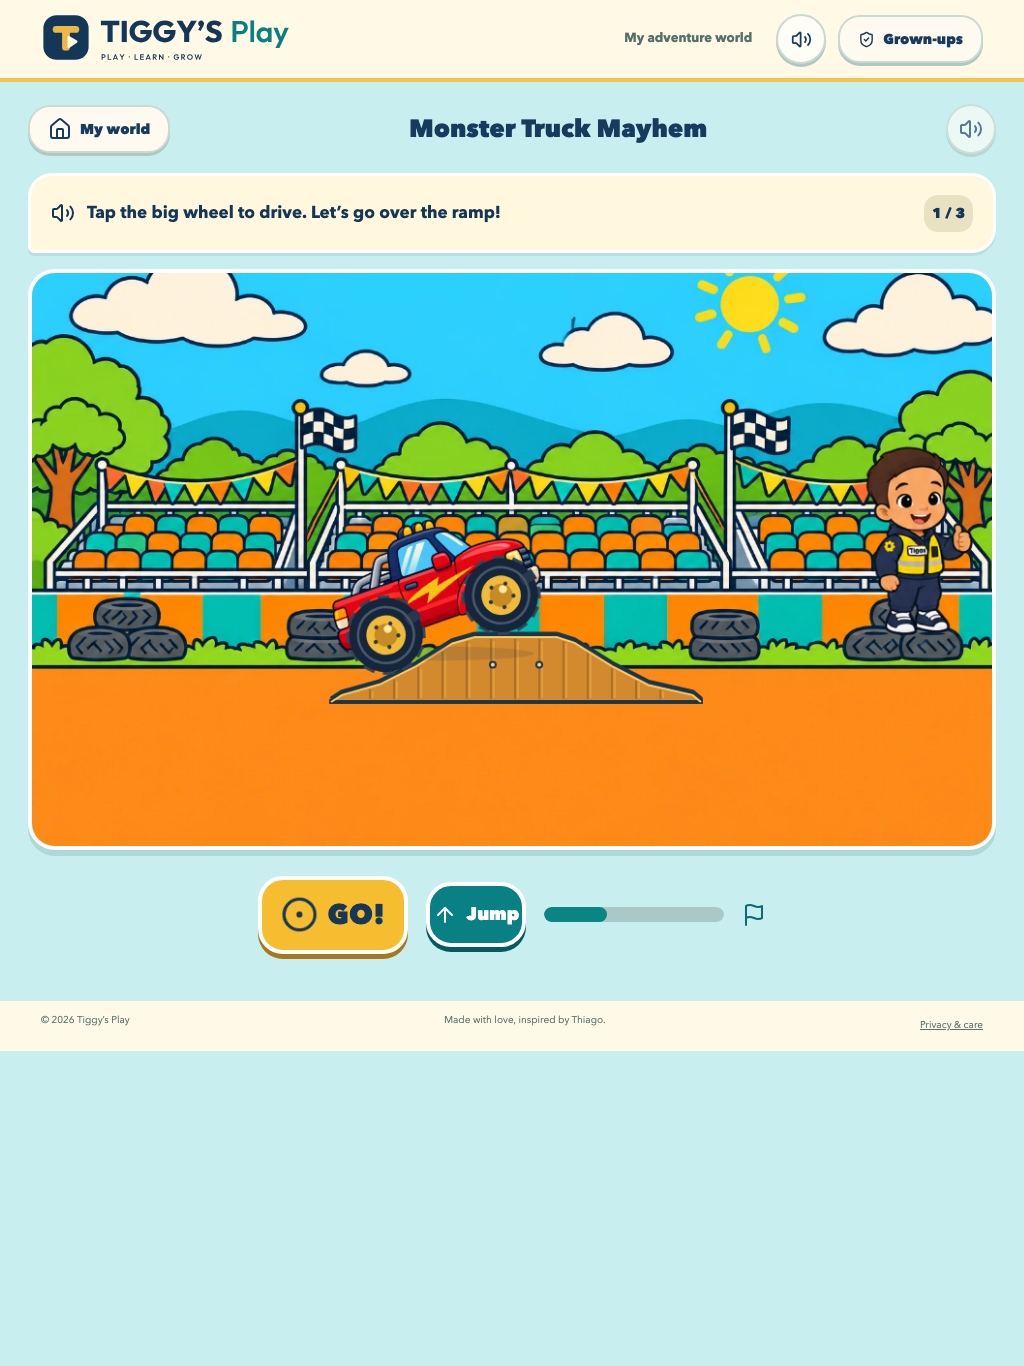 TIGGY'S Play
PLAY · LEARN · GROW
My adventure world
Grown-ups
My world
Monster Truck Mayhem
Tap the big wheel to drive. Let's go over the ramp!
1 / 3
GO!
Jump
© 2026 Tiggy's Play
Made with love, inspired by Thiago.
Privacy & care